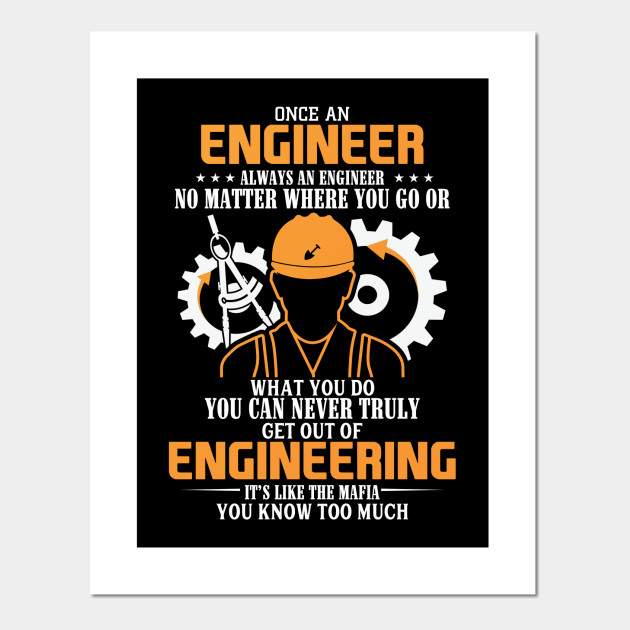 ONCE AN
ENGINEER
ALWAYS AN ENGINEER
NO MATTER WHERE YOU GO OR
WHAT YOU DO
YOU CAN NEVER TRULY
GET OUT OF
ENGINEERING
IT'S LIKE THE MAFIA
YOU KNOW TOO MUCH